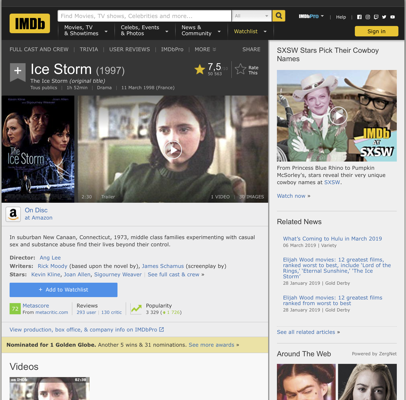 IMDb
Find Movies, TV shows, Celebrities and more...
All
IMDbPro
Help
Movies, TV
& Showtimes
Celebs, Events
& Photos
News &
Community
Watchlist
Sign in
FULL CAST AND CREW | TRIVIA | USER REVIEWS | IMDbPro | MORE
SHARE
Ice Storm (1997)
The Ice Storm (original title)
Tous publics | 1h 52min | Drama | 11 March 1998 (France)
7,5
Rate
This
The
Ice Storm
2:30 Trailer
1 VIDEO
IMAGES
On Disc
at Amazon
In suburban New Canaan, Connecticut, 1973, middle class families experimenting with casual
sex and substance abuse find their lives beyond their control.
Director: Ang Lee
Writers: Rick Moody (based upon the novel by), James Schamus (screenplay by)
Stars: Kevin Kline, Joan Allen, Sigourney Weaver | See full cast & crew »
+ Add to Watchlist
Metascore
From metacritic.com
Reviews
293 user | 130 critic
Popularity
3 329
View production, box office, & company info on IMDbPro
Nominated for 1 Golden Globe. Another 5 wins & 31 nominations. See more awards »
Videos
SXSW Stars Pick Their Cowboy
Names
IMDb
AT
SXSW
From Princess Blue Rhino to Pumpkin
McSorley's, stars reveal their very
unique cowboy names at SXSW.
Watch now »
Related News
What's Coming to Hulu in March 2019
06 March 2019 | Variety
Elijah Wood movies: 12 greatest films,
ranked worst to best, include 'Lord of the
Rings,' 'Eternal Sunshine,' 'The Ice
Storm'
28 January 2019 | Gold Derby
Elijah Wood movies: 12 greatest films
ranked from worst to best
28 January 2019 | Gold Derby
See all related articles »
Around The Web
Powered by ZergNet